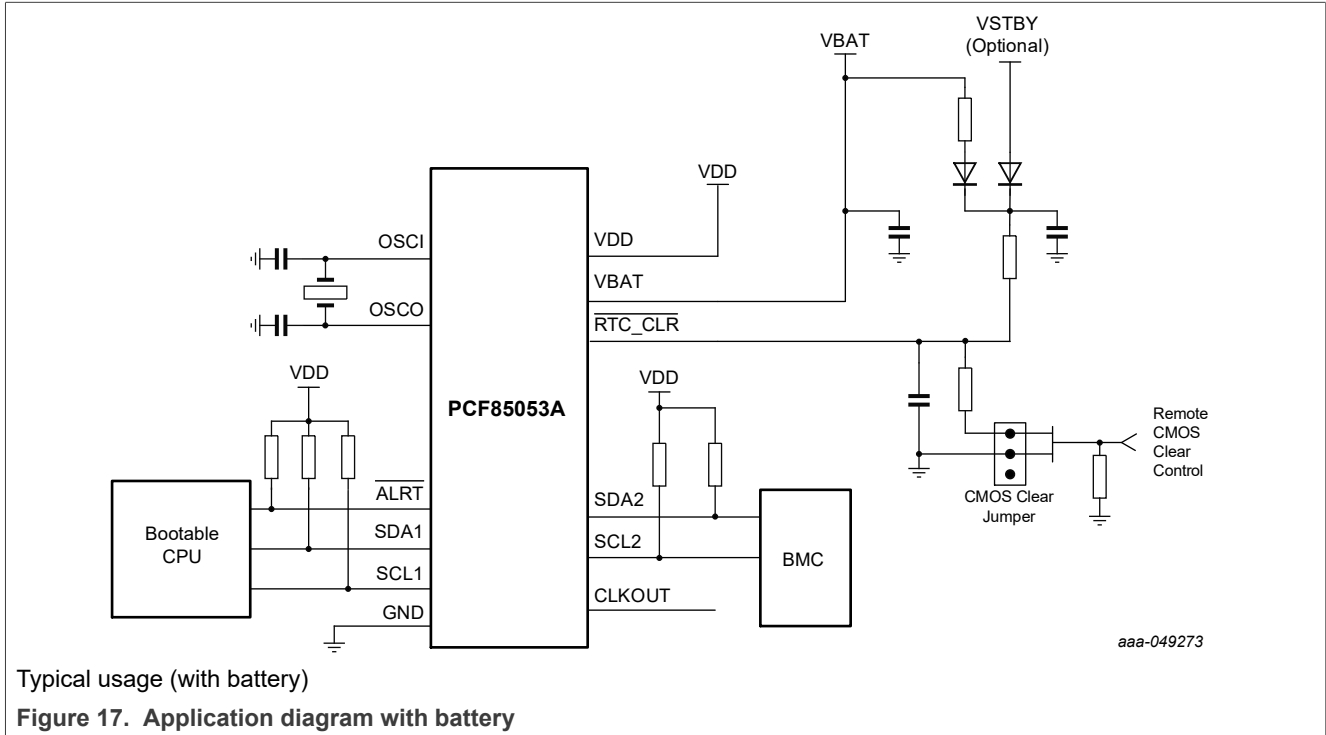 VSTBY
(Optional)
VBAT
VDD
OSCI
VDD
VBAT
OSCO
RTC_CLR
VDD
VDD
PCF85053A
Remote
CMOS
Clear
Control
CMOS Clear
Jumper
ALRT
SDA2
Bootable
CPU
SDA1
SCL2
BMC
SCL1
CLKOUT
GND
aaa-049273
Typical usage (with battery)
Figure 17. Application diagram with battery